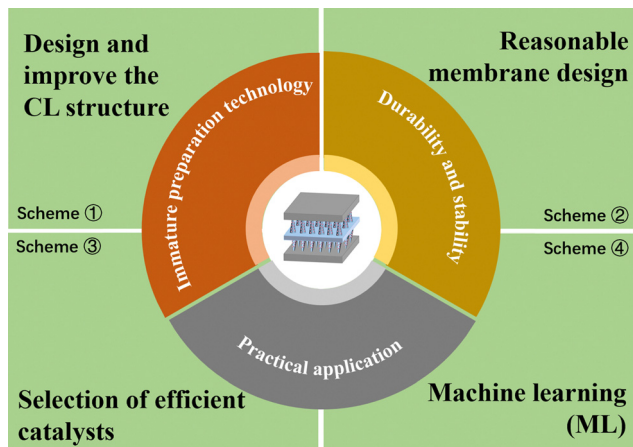 Design and
improve the
CL structure
Scheme ①
Reasonable
membrane design
Scheme ②
Immature preparation technology
Durability and stability
Practical application
Scheme ③
Selection of efficient
catalysts
Scheme ④
Machine learning
(ML)